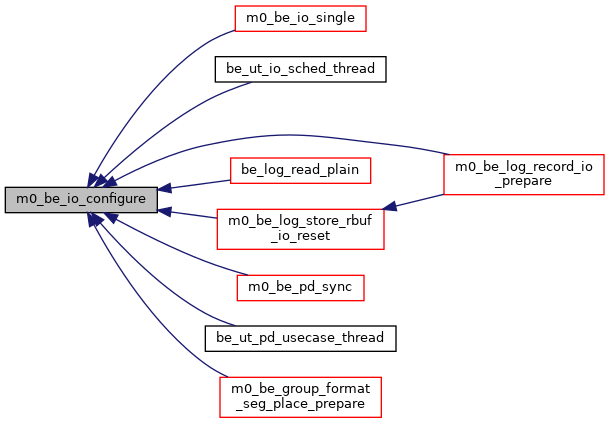 m0_be_io_single
be_ut_io_sched_thread
m0_be_log_record_io
_prepare
be_log_read_plain
m0_be_io_configure
m0_be_log_store_rbuf
_io_reset
m0_be_pd_sync
be_ut_pd_usecase_thread
m0_be_group_format
_seg_place_prepare